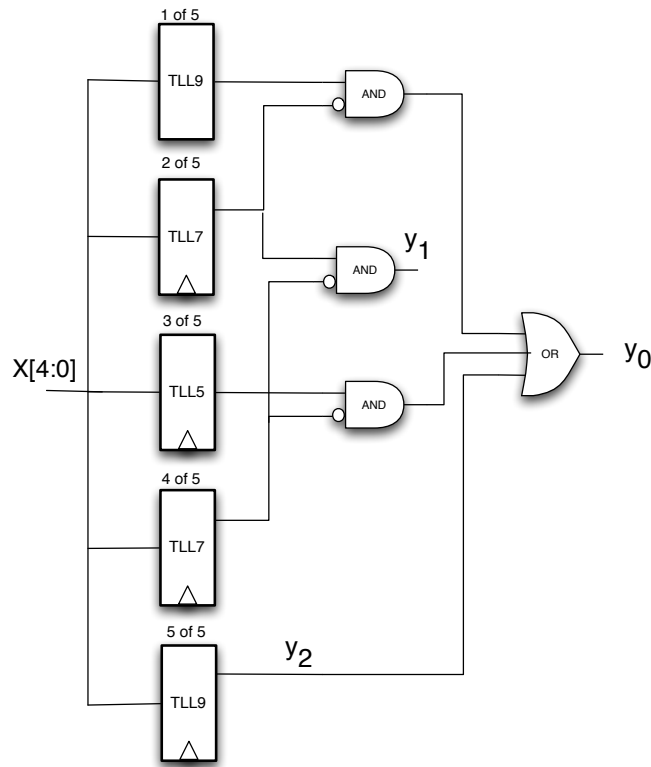 1 of 5
TLL9
AND
2 of 5
TLL7
y1
AND
3 of 5
X[4:0]
TLL5
AND
OR
y0
4 of 5
TLL7
5 of 5
y2
TLL9